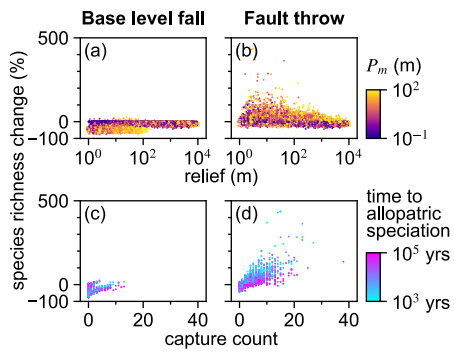 Base level fall
Fault throw
species richness change (%)
500
0
−100
(a)
(b)
10^0
10^2
10^4
10^0
10^2
10^4
relief (m)
P_m (m)
10^2
10^−1
500
0
−100
(c)
(d)
0
20
40
0
20
40
capture count
time to
allopatric
speciation
10^5 yrs
10^3 yrs